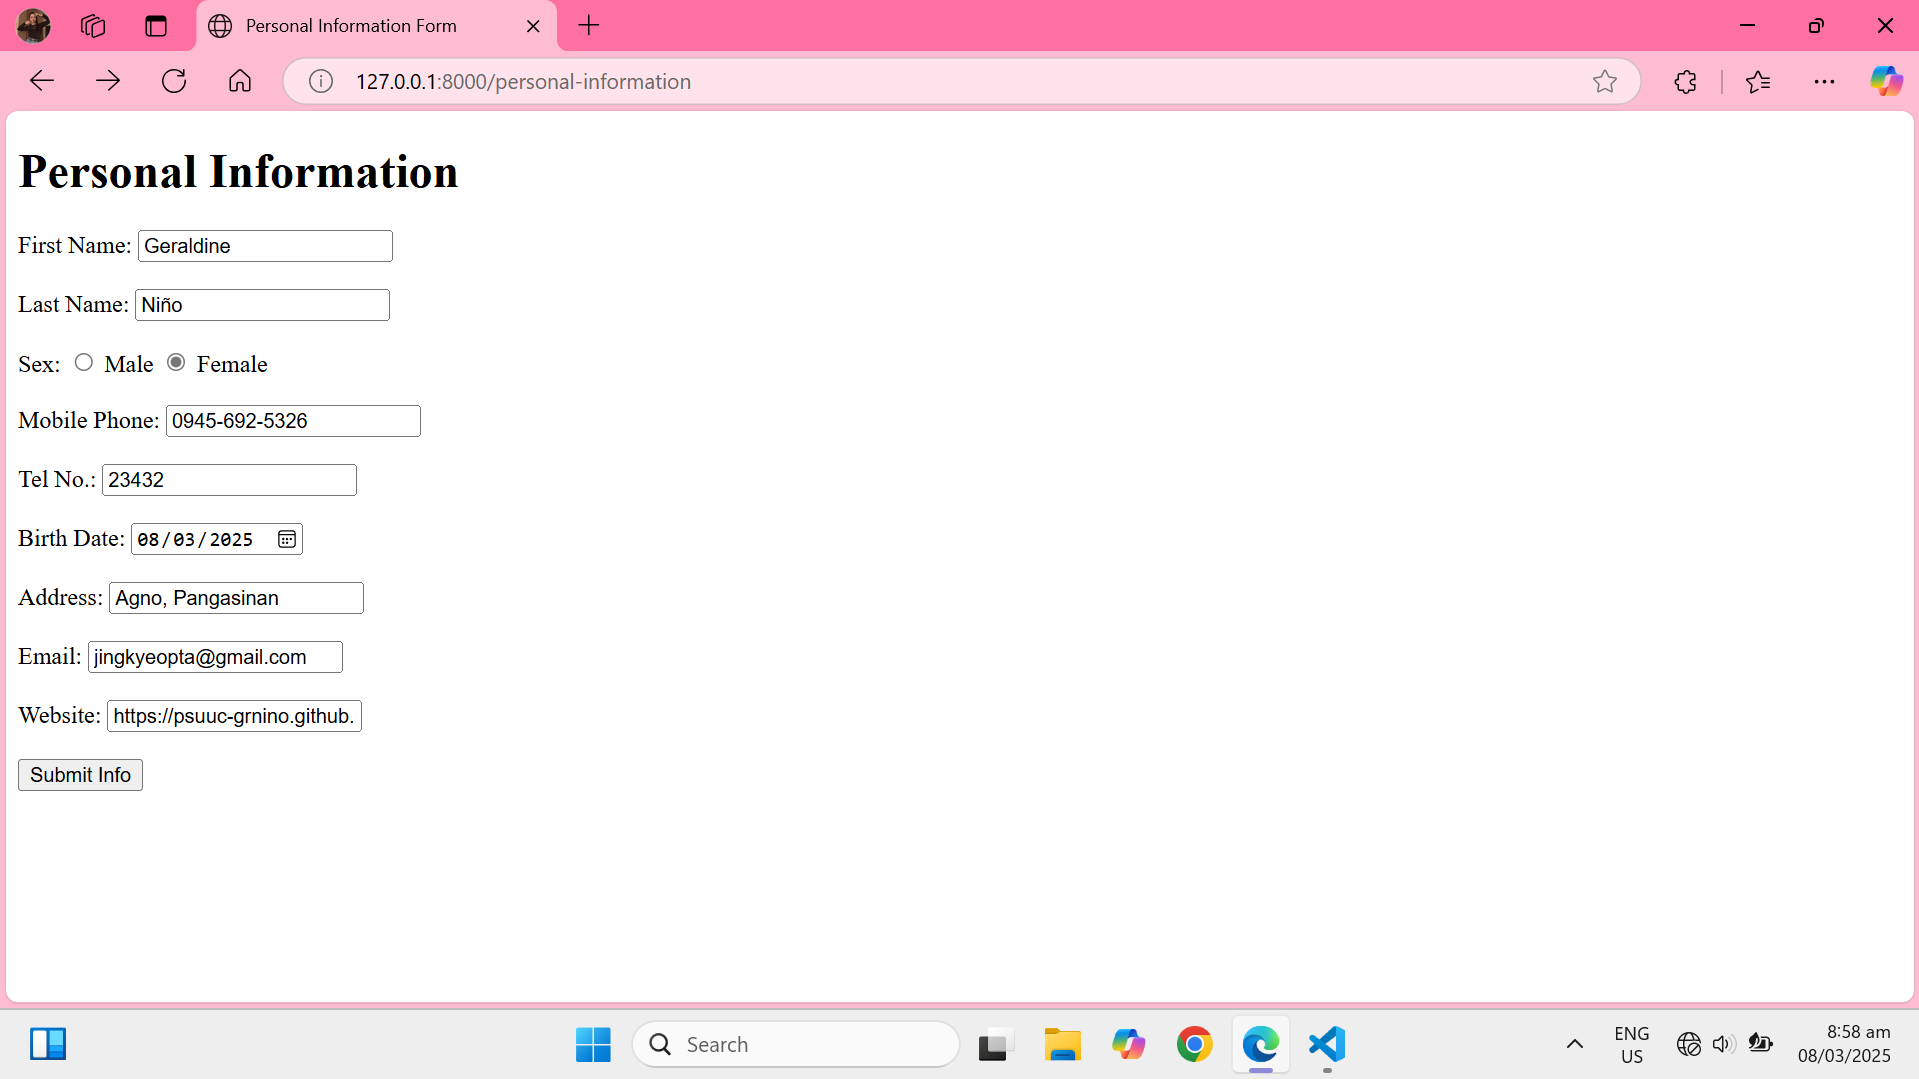 Personal Information Form
127.0.0.1:8000/personal-information
Personal Information
First Name: Geraldine
Last Name: Niño
Sex: Male Female
Mobile Phone: 0945-692-5326
Tel No.: 23432
Birth Date: 08/03/2025
Address: Agno, Pangasinan
Email: jingkyeopta@gmail.com
Website: https://psuuc-grnino.github.
Submit Info
Search
ENG
US
8:58 am
08/03/2025